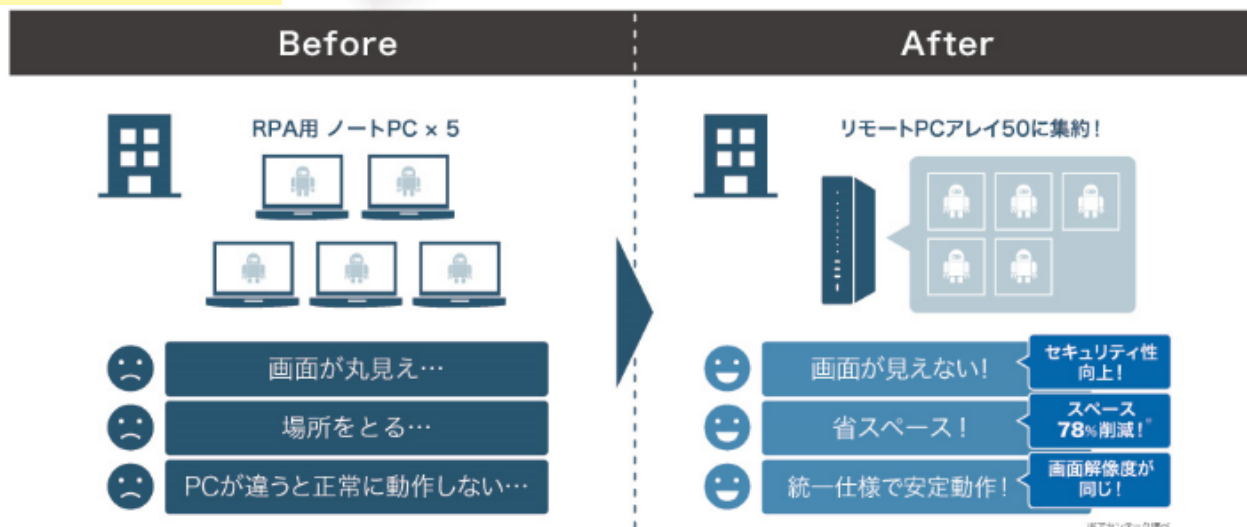 Before
After
RPA用 ノートPC × 5
リモートPCアレイ50に集約!
画面が丸見え…
場所をとる…
PCが違うと正常に動作しない…
画面が見えない!
セキュリティ性
向上!
省スペース!
スペース
78%削減!※
統一仕様で安定動作!
画面解像度が
同じ!